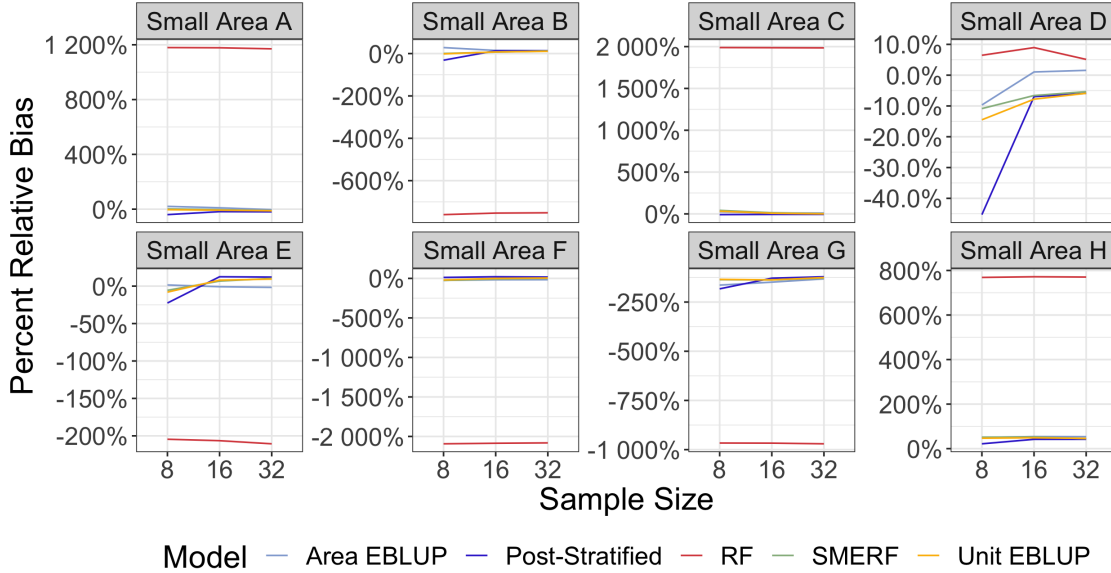 Small Area A
Small Area B
Small Area C
Small Area D
1 200%
800%
400%
0%
0%
-200%
-400%
-600%
2 000%
1 500%
1 000%
500%
0%
10.0%
0.0%
-10.0%
-20.0%
-30.0%
-40.0%
Percent Relative Bias
Small Area E
Small Area F
Small Area G
Small Area H
0%
-50%
-100%
-150%
-200%
0%
-500%
-1 000%
-1 500%
-2 000%
-250%
-500%
-750%
-1 000%
800%
600%
400%
200%
0%
8 16 32
8 16 32
8 16 32
8 16 32
Sample Size
Model Area EBLUP Post-Stratified RF SMERF Unit EBLUP